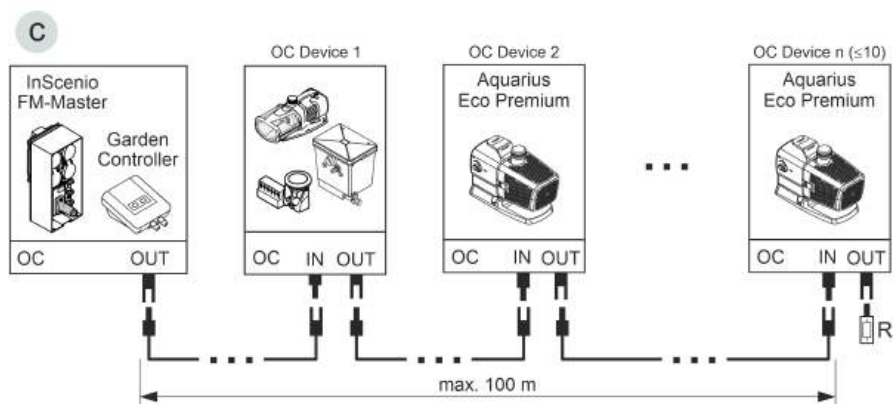 C
OC Device 1
OC Device 2
OC Device n (≤10)
InScenio
FM-Master
Garden
Controller
Aquarius
Eco Premium
Aquarius
Eco Premium
OC OUT
OC IN OUT
OC IN OUT
OC IN OUT
R
max. 100 m